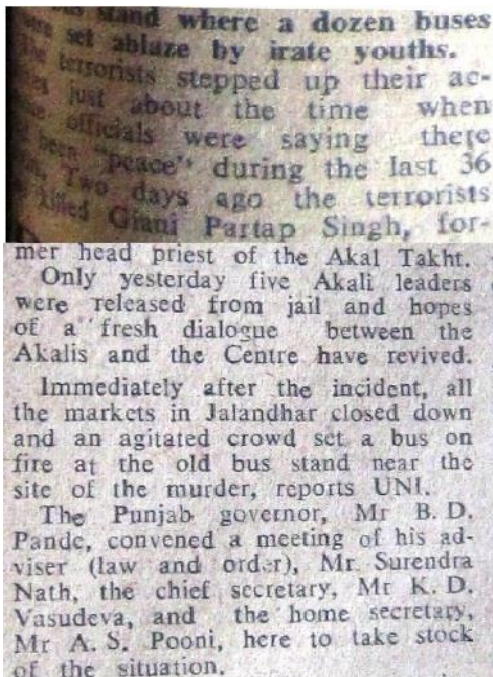 stand where a dozen buses
set ablaze by irate youths.
The terrorists stepped up their ac-
just about the time when
officials were saying there
been "peace" during the last 36
Two days ago the terrorists
killed Giani Partap Singh, for-
mer head priest of the Akal Takht.
Only yesterday five Akali leaders
were released from jail and hopes
of a fresh dialogue between the
Akalis and the Centre have revived.
Immediately after the incident, all
the markets in Jalandhar closed down
and an agitated crowd set a bus on
fire at the old bus stand near the
site of the murder, reports UNI.
The Punjab governor, Mr B. D.
Pande, convened a meeting of his ad-
viser (law and order), Mr Surendra
Nath, the chief secretary, Mr K. D.
Vasudeva, and the home secretary,
Mr A. S. Pooni, here to take stock
of the situation.